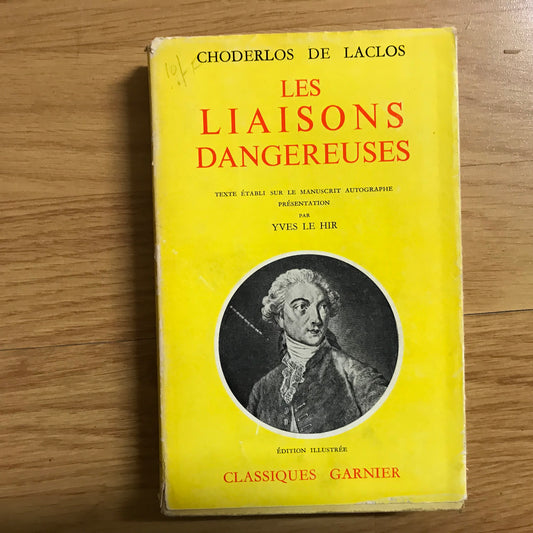 CHODERLOS DE LACLOS
LES
LIAISONS
DANGEREUSES
TEXTE ÉTABLI SUR LE MANUSCRIT AUTOGRAPHE
PRÉSENTATION
PAR
YVES LE HIR
ÉDITION ILLUSTRÉE
CLASSIQUES GARNIER